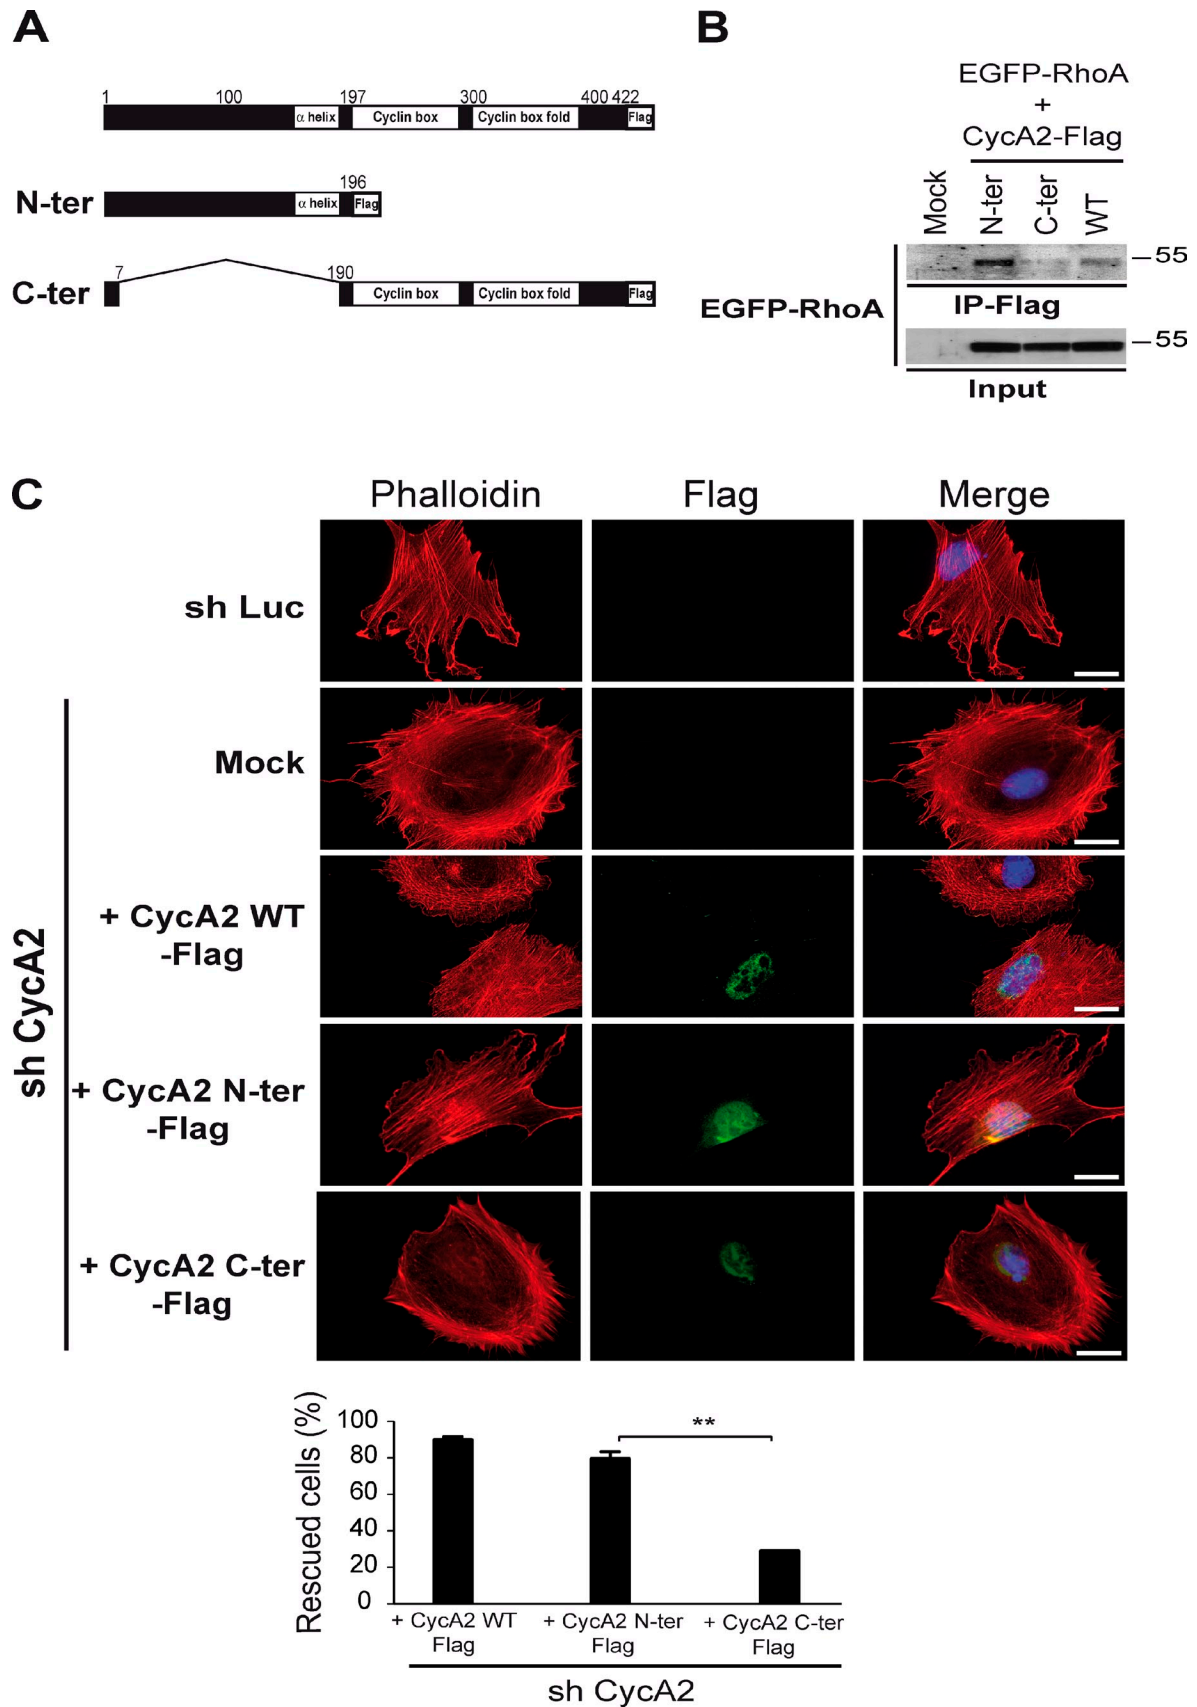 A
1 100 197 300 400 422
α helix Cyclin box Cyclin box fold Flag
196
N-ter α helix Flag
7 190
C-ter Cyclin box Cyclin box fold Flag
B
EGFP-RhoA
+
CycA2-Flag
Mock N-ter C-ter WT
55
IP-Flag
EGFP-RhoA
55
Input
C
Phalloidin Flag Merge
sh Luc
Mock
+ CycA2 WT
-Flag
sh CycA2
+ CycA2 N-ter
-Flag
+ CycA2 C-ter
-Flag
Rescued cells (%)
100
80
60
40
20
0
**
+ CycA2 WT + CycA2 N-ter + CycA2 C-ter
Flag Flag Flag
sh CycA2